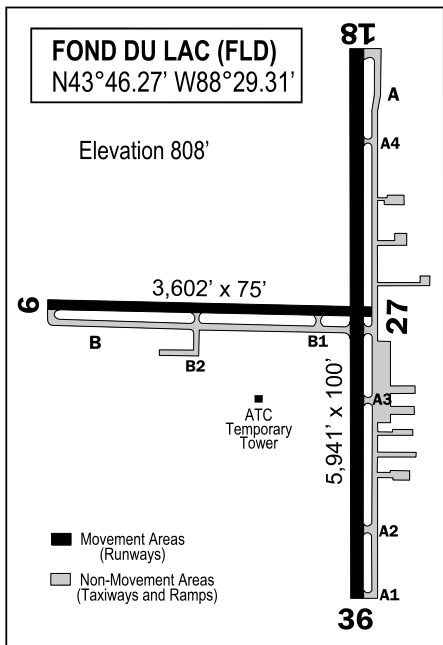 FOND DU LAC (FLD)
N43°46.27’ W88°29.31’
Elevation 808’
18
A
A4
3,602’ x 75’
9
27
B
B1
B2
A3
ATC
Temporary
Tower
5,941’ x 100’
A2
Movement Areas
(Runways)
Non-Movement Areas
(Taxiways and Ramps)
A1
36